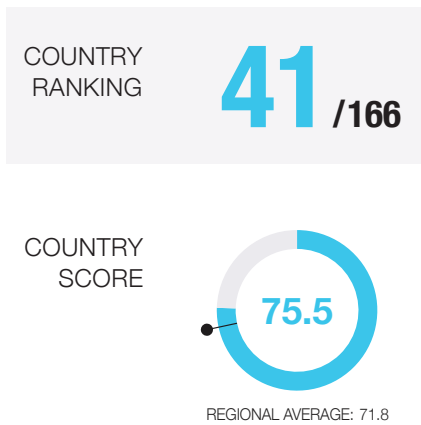 COUNTRY
RANKING
41 /166
COUNTRY
SCORE
75.5
REGIONAL AVERAGE: 71.8